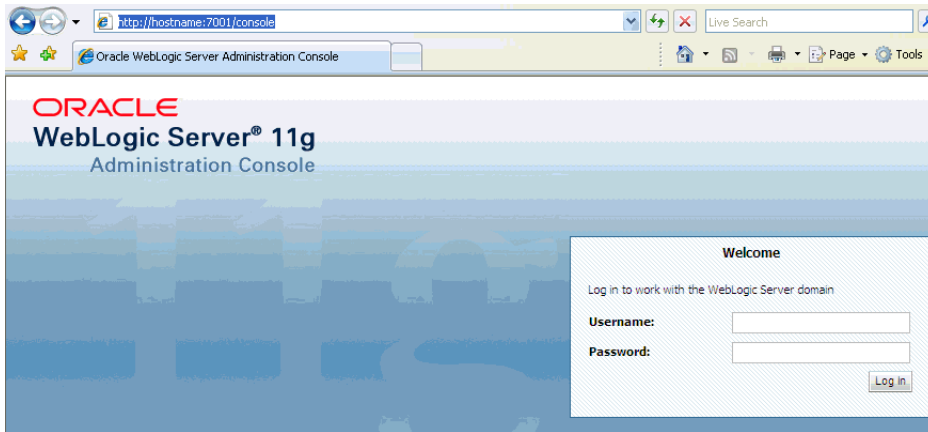 http://hostname:7001/console
Live Search
Oracle WebLogic Server Administration Console
Page
Tools
ORACLE
WebLogic Server® 11g
Administration Console
Welcome
Log in to work with the WebLogic Server domain
Username:
Password:
Log in